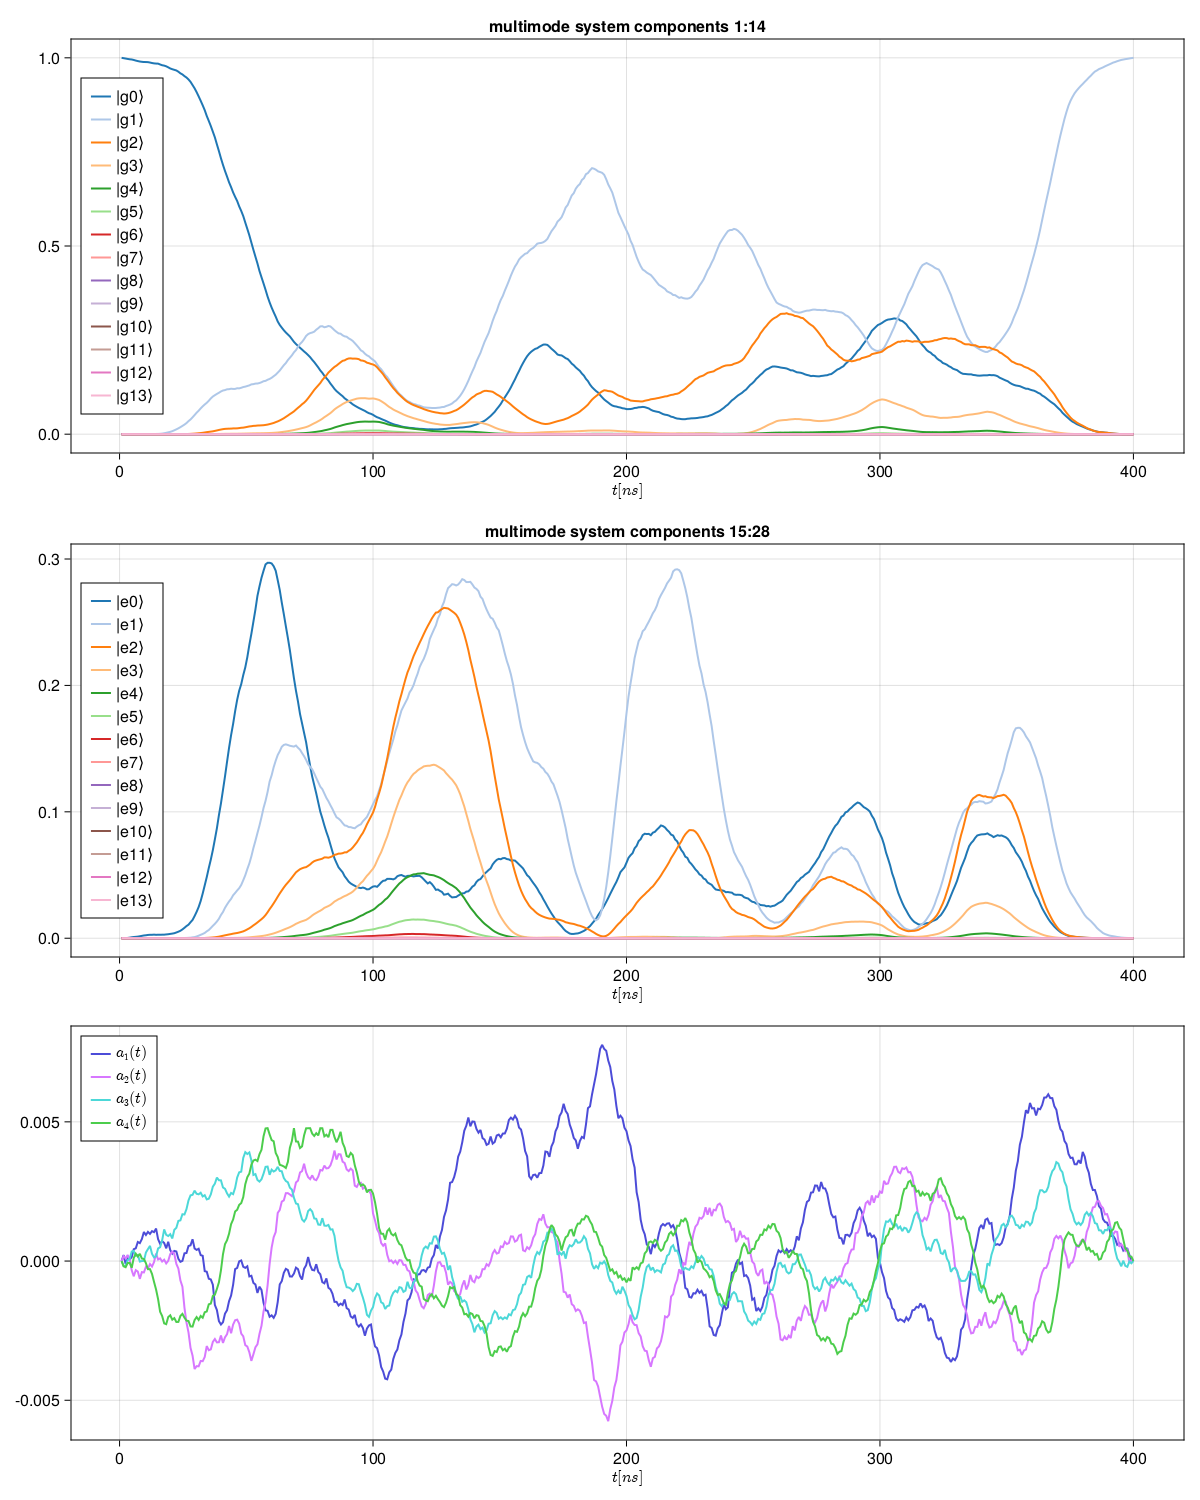 multimode system components 1:14
1.0
0.5
0.0
|g0⟩
|g1⟩
|g2⟩
|g3⟩
|g4⟩
|g5⟩
|g6⟩
|g7⟩
|g8⟩
|g9⟩
|g10⟩
|g11⟩
|g12⟩
|g13⟩
0 100 200 300 400
t[ns]
multimode system components 15:28
0.3
0.2
0.1
0.0
|e0⟩
|e1⟩
|e2⟩
|e3⟩
|e4⟩
|e5⟩
|e6⟩
|e7⟩
|e8⟩
|e9⟩
|e10⟩
|e11⟩
|e12⟩
|e13⟩
0 100 200 300 400
t[ns]
a₁(t)
a₂(t)
a₃(t)
a₄(t)
0.005
0.000
-0.005
0 100 200 300 400
t[ns]